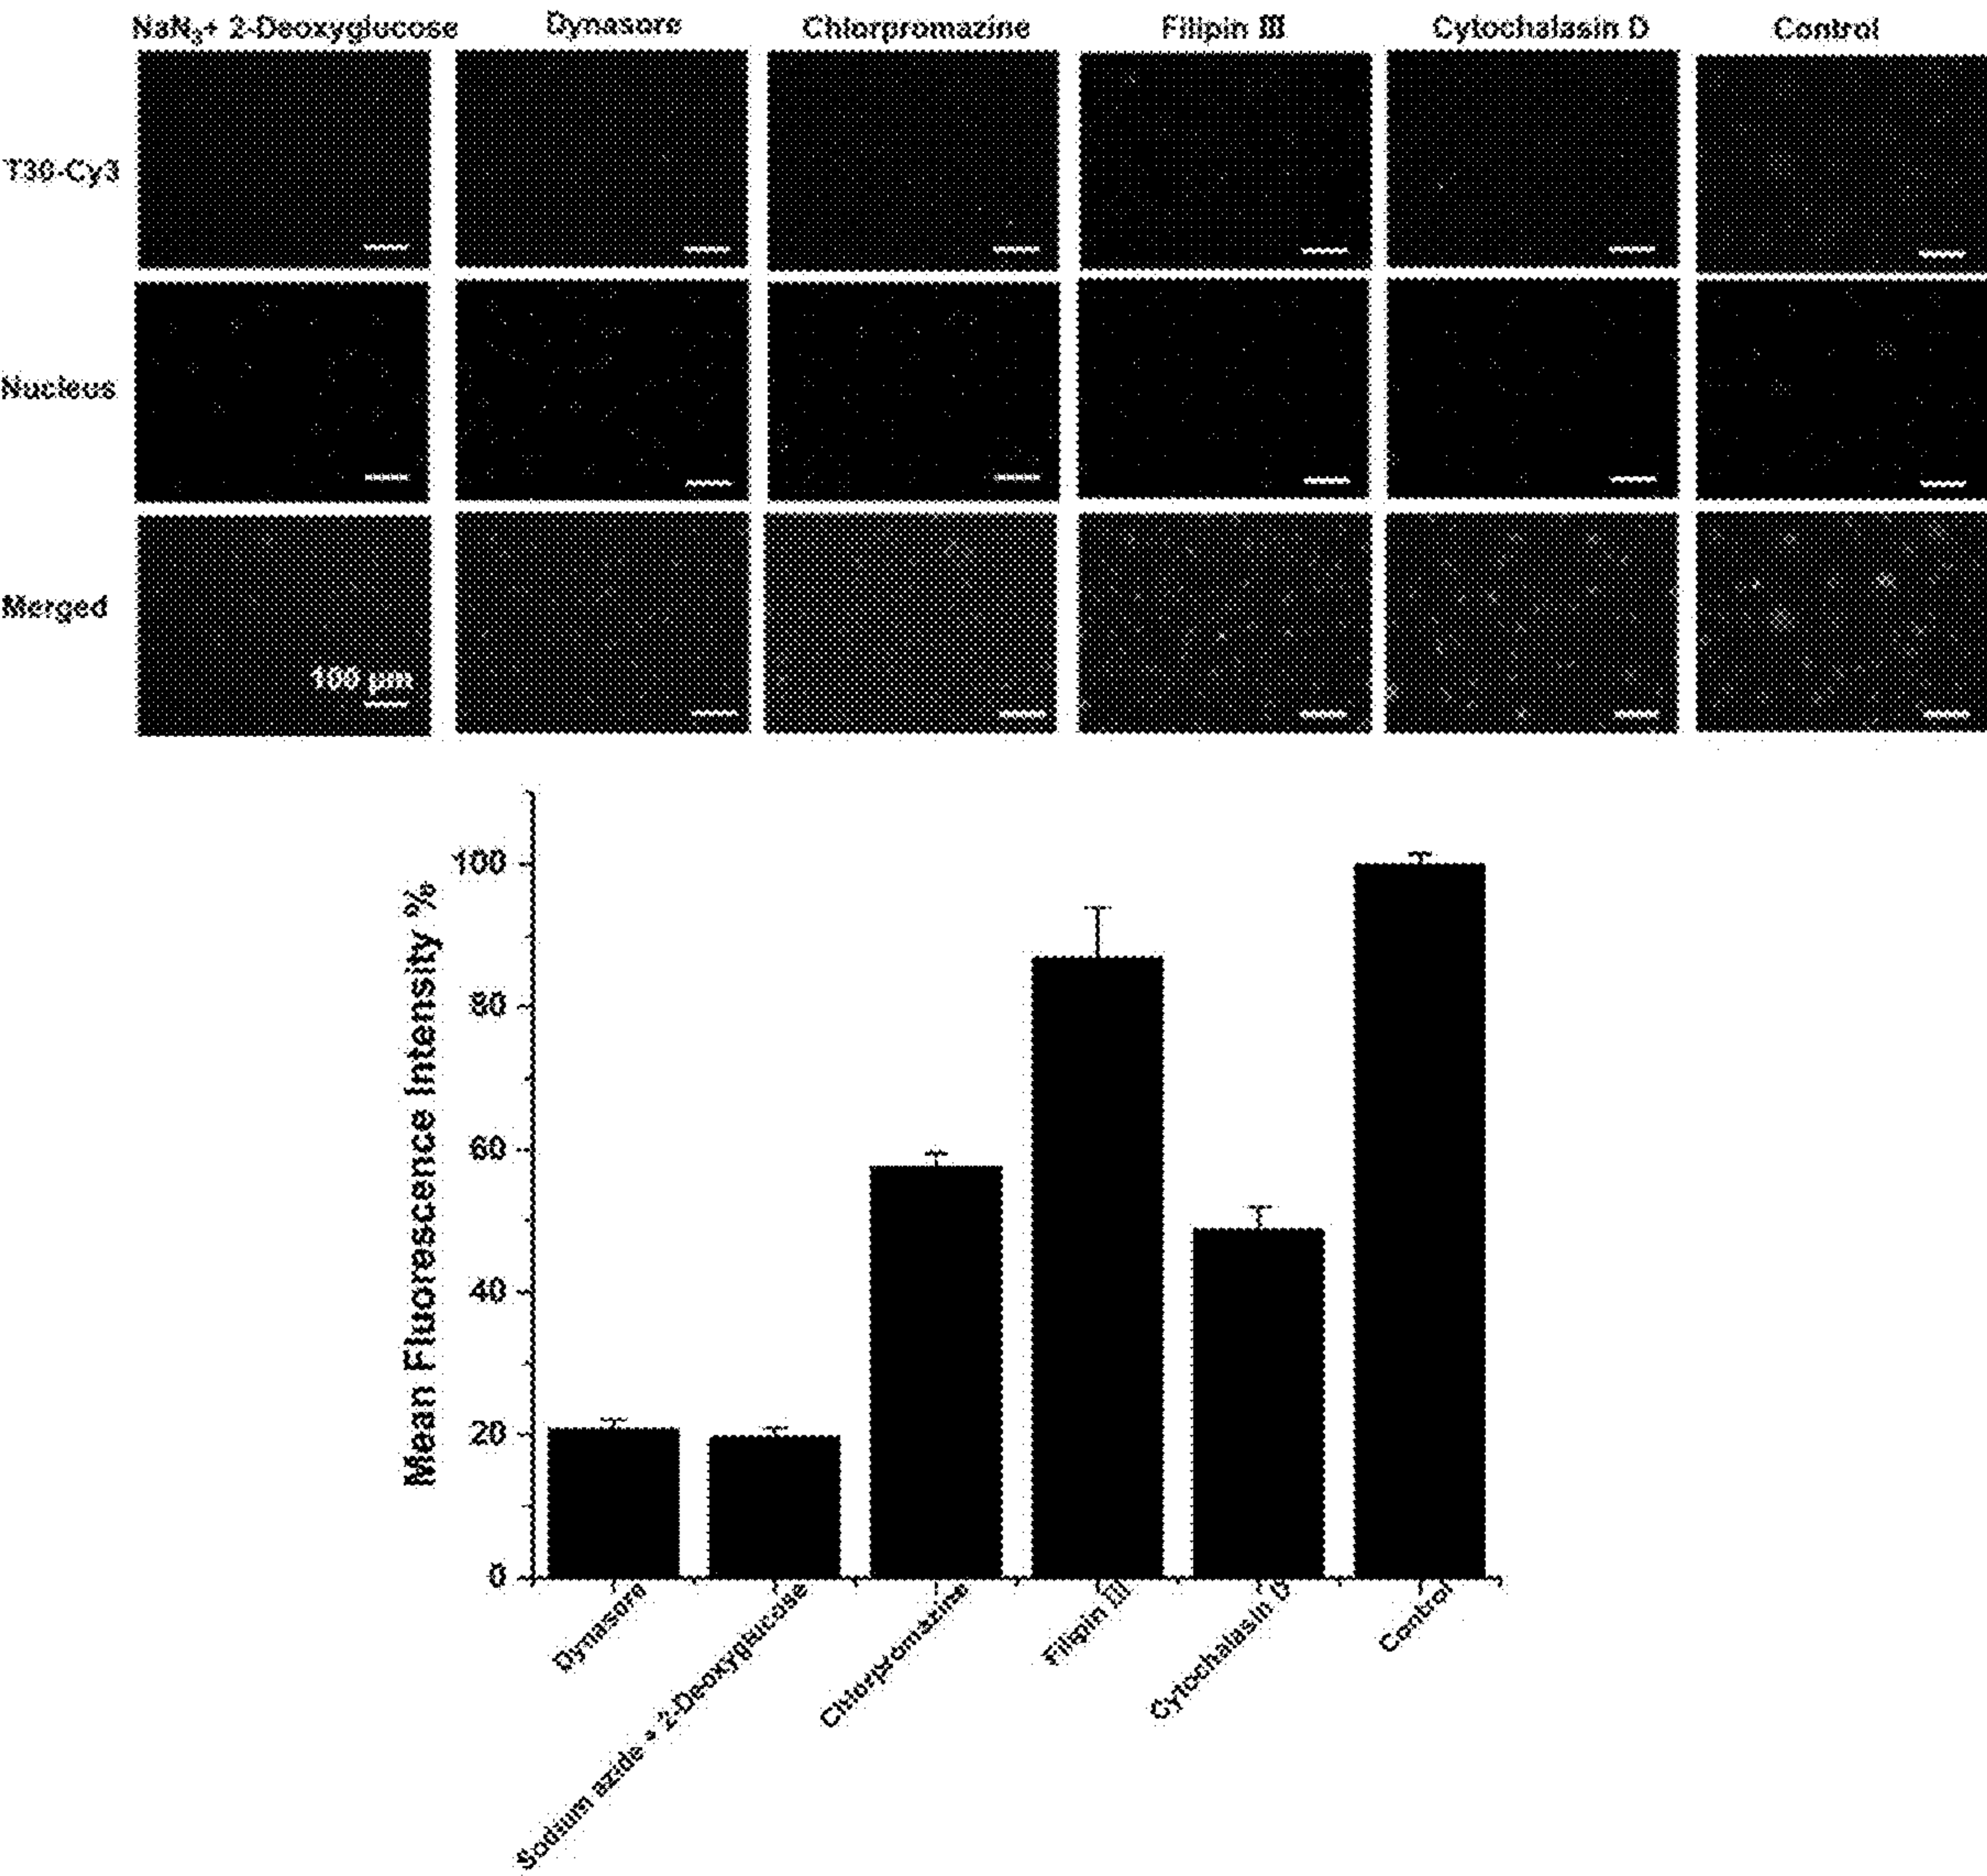 NaN₃+ 2-Deoxyglucose Dynasore Chlorpromazine Filipin III Cytochalasin D Control
T30-Cy3
Nucleus
Merged
100 µm
Mean Fluorescence Intensity %
100
80
60
40
20
0
Dynasore
Sodium azide + 2-Deoxyglucose
Chlorpromazine
Filipin III
Cytochalasin D
Control